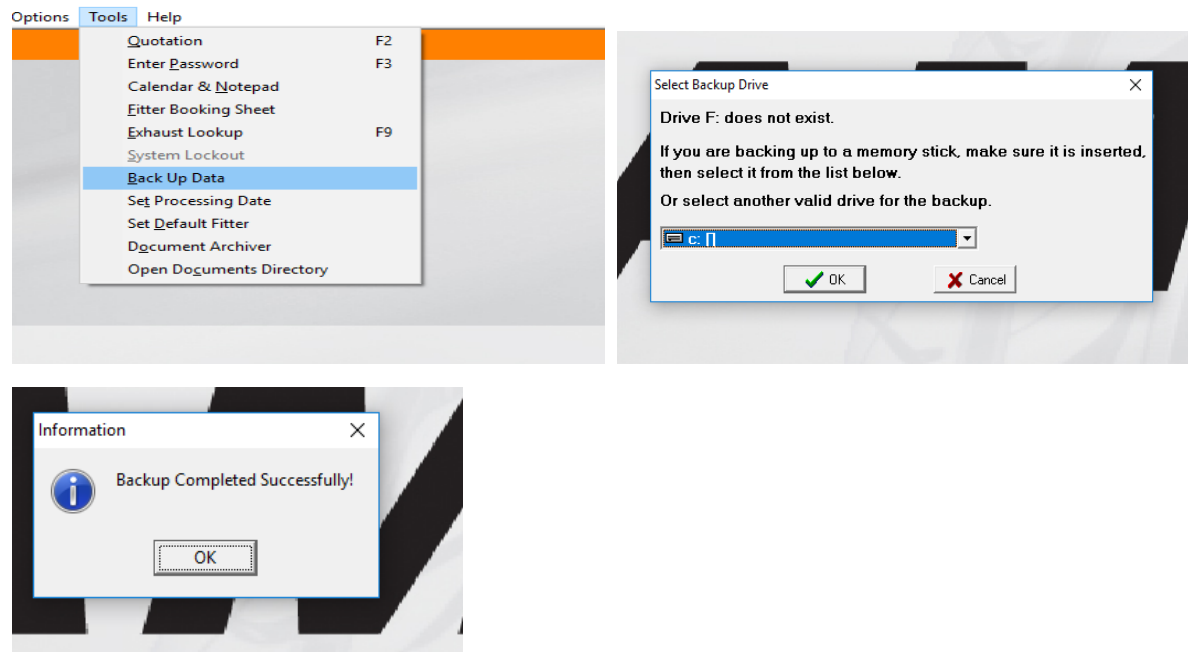 Options Tools Help
Quotation F2
Enter Password F3
Calendar & Notepad
Fitter Booking Sheet
Exhaust Lookup F9
System Lockout
Back Up Data
Set Processing Date
Set Default Fitter
Document Archiver
Open Documents Directory
Select Backup Drive
Drive F: does not exist.
If you are backing up to a memory stick, make sure it is inserted,
then select it from the list below.
Or select another valid drive for the backup.
c: []
OK Cancel
Information
Backup Completed Successfully!
OK